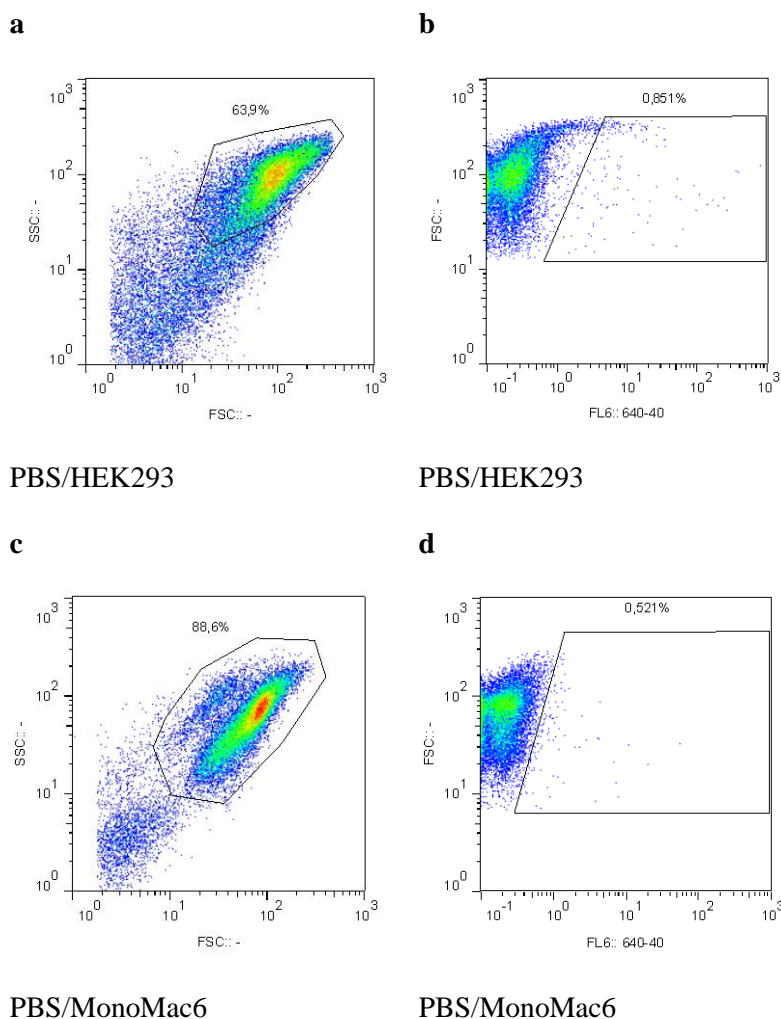 a
b
63,9%
10³
10²
10¹
10⁰
SSC:: -
10⁰ 10¹ 10² 10³
FSC:: -
0,851%
10³
10²
10¹
10⁰
FSC:: -
10⁻¹ 10⁰ 10¹ 10² 10³
FL6:: 640-40
PBS/HEK293
PBS/HEK293
c
d
88,6%
10³
10²
10¹
10⁰
SSC:: -
10⁰ 10¹ 10² 10³
FSC:: -
0,521%
10³
10²
10¹
10⁰
FSC:: -
10⁻¹ 10⁰ 10¹ 10² 10³
FL6:: 640-40
PBS/MonoMac6
PBS/MonoMac6